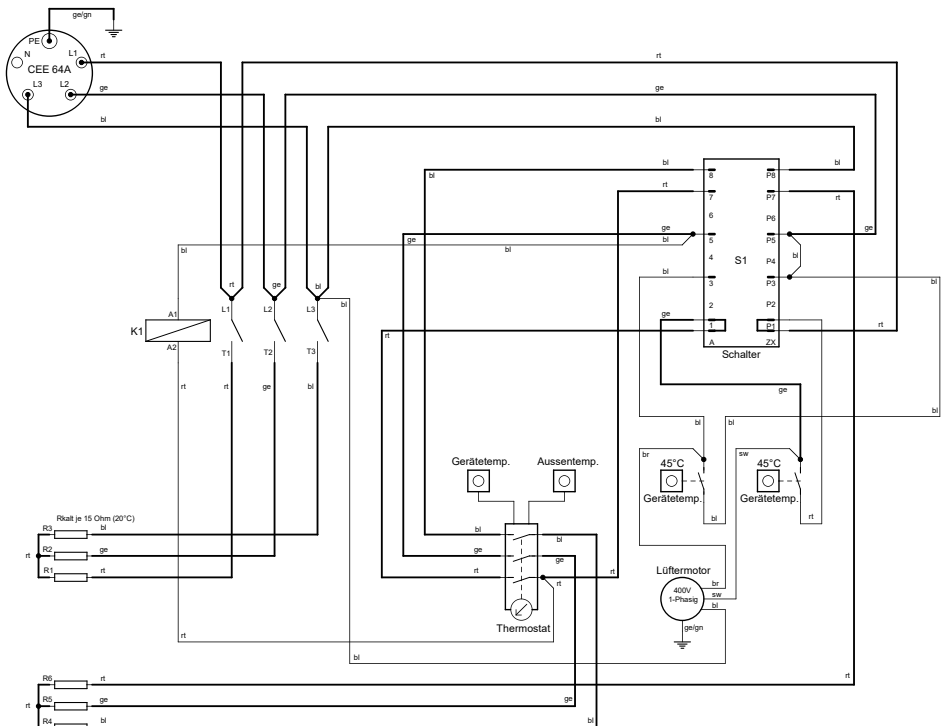 ge/gn
PE
N
L1
rt
rt
CEE 64A
L3
L2
ge
ge
bl
bl
bl
bl
bl
8
P8
rt
7
P7
rt
6
P6
ge
ge
bl
5
P5
bl
bl
bl
4
S1
P4
bl
3
P3
bl
rt
ge
bl
2
P2
bl
A1
L1
L2
L3
ge
1
P1
rt
K1
rt
A
ZX
A2
T1
T2
T3
Schalter
rt
rt
ge
bl
ge
bl
bl
br
sw
Gerätetemp.
Aussentemp.
45°C
45°C
Gerätetemp.
Gerätetemp.
Rkalt je 15 Ohm (20°C)
bl
rt
R3
bl
bl
bl
rt
R2
ge
ge
ge
R1
rt
rt
rt
rt
Lüftermotor
400V
1-Phasig
br
sw
bl
Thermostat
ge/gn
rt
bl
R6
rt
rt
rt
R5
ge
ge
R4
bl
bl